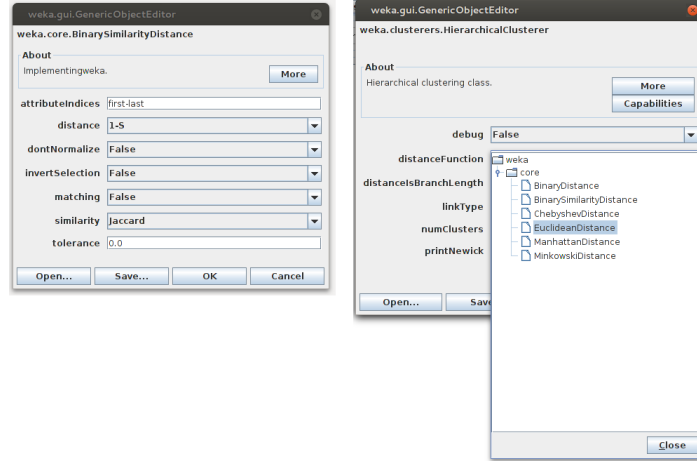 weka.gui.GenericObjectEditor
weka.core.BinarySimilarityDistance
About
Implementingweka.
More
attributeIndices first-last
distance 1-S
dontNormalize False
invertSelection False
matching False
similarity Jaccard
tolerance 0.0
Open... Save... OK Cancel
weka.gui.GenericObjectEditor
weka.clusterers.HierarchicalClusterer
About
Hierarchical clustering class.
More
Capabilities
debug False
distanceFunction
distanceIsBranchLength
linkType
numClusters
printNewick
Open... Save
weka
core
BinaryDistance
BinarySimilarityDistance
ChebyshevDistance
EuclideanDistance
ManhattanDistance
MinkowskiDistance
Close